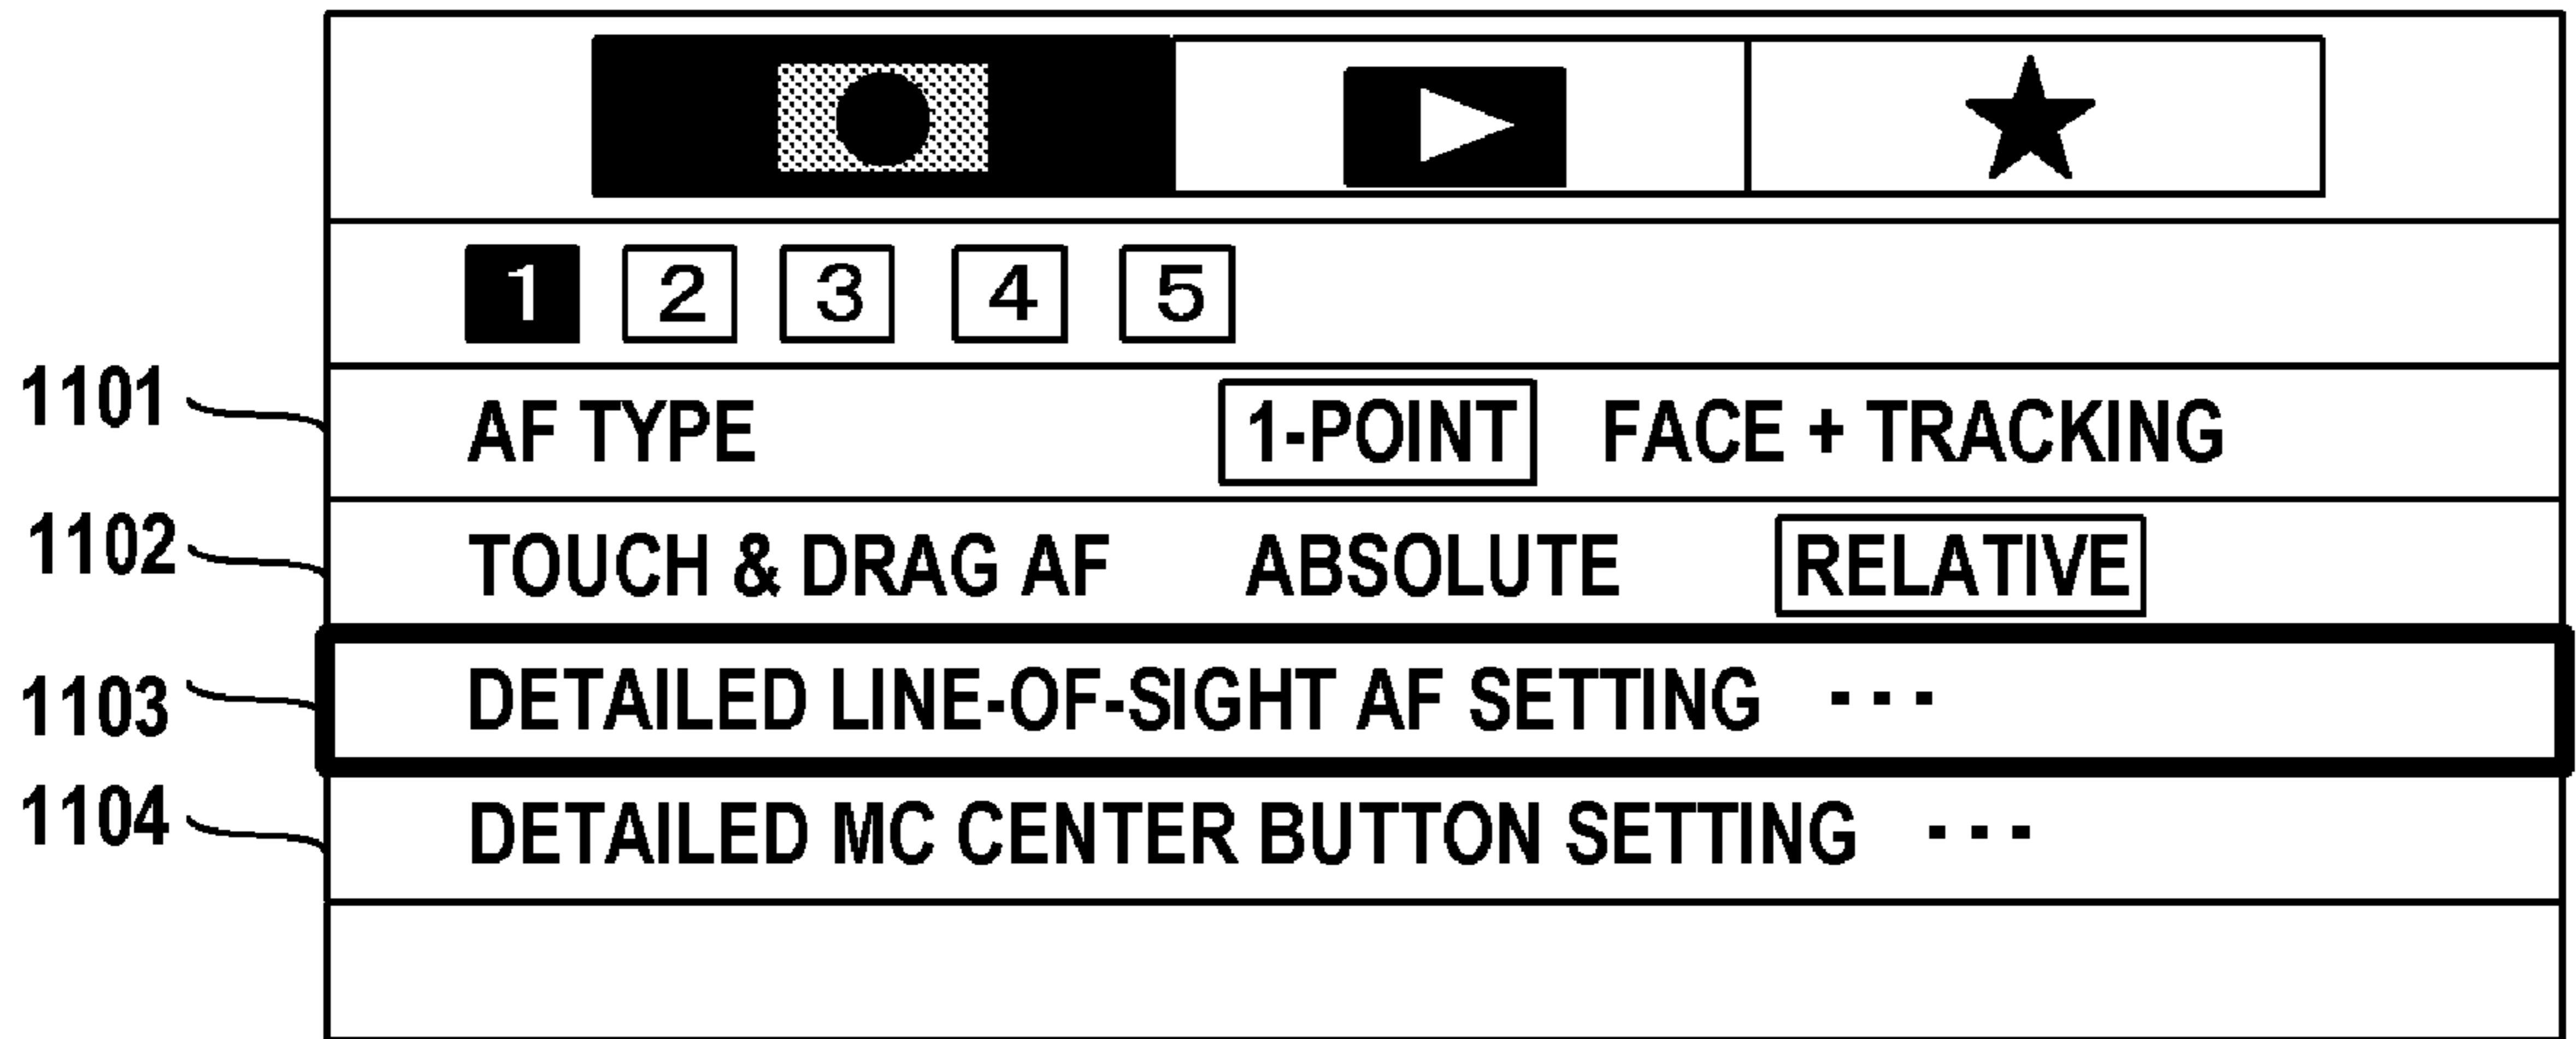 1 2 3 4 5
1101 AF TYPE 1-POINT FACE + TRACKING
1102 TOUCH & DRAG AF ABSOLUTE RELATIVE
1103 DETAILED LINE-OF-SIGHT AF SETTING ---
1104 DETAILED MC CENTER BUTTON SETTING ---